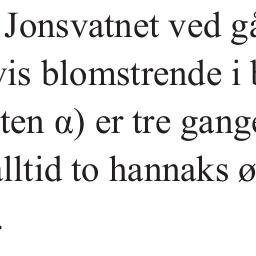 Jonsvatnet ved gå
vis blomstrende i b
ten α) er tre gange
alltid to hannaks ø
.